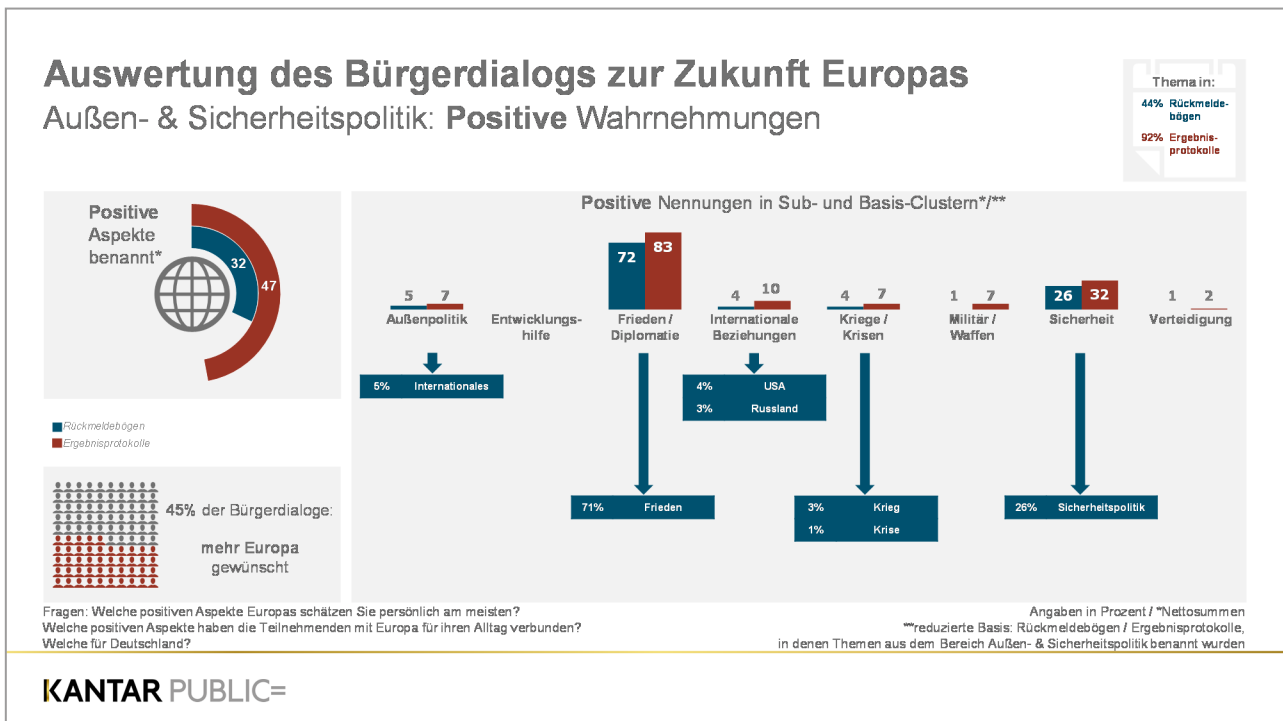 Auswertung des Bürgerdialogs zur Zukunft Europas
Außen- & Sicherheitspolitik: Positive Wahrnehmungen
Thema in:
44% Rückmelde-
bögen
92% Ergebnis-
protokolle
Positive
Aspekte
benannt*
32
47
Rückmeldebögen
Ergebnisprotokolle
45% der Bürgerdialoge:
mehr Europa
gewünscht
Positive Nennungen in Sub- und Basis-Clustern*/**
5 7
Außenpolitik
Entwicklungs-
hilfe
72 83
Frieden /
Diplomatie
4 10
Internationale
Beziehungen
4 7
Kriege /
Krisen
1 7
Militär /
Waffen
26 32
Sicherheit
1 2
Verteidigung
5% Internationales
4% USA
3% Russland
71% Frieden
3% Krieg
1% Krise
26% Sicherheitspolitik
Fragen: Welche positiven Aspekte Europas schätzen Sie persönlich am meisten?
Welche positiven Aspekte haben die Teilnehmenden mit Europa für ihren Alltag verbunden?
Welche für Deutschland?
Angaben in Prozent / *Nettosummen
**reduzierte Basis: Rückmeldebögen / Ergebnisprotokolle,
in denen Themen aus dem Bereich Außen- & Sicherheitspolitik benannt wurden
KANTAR PUBLIC=